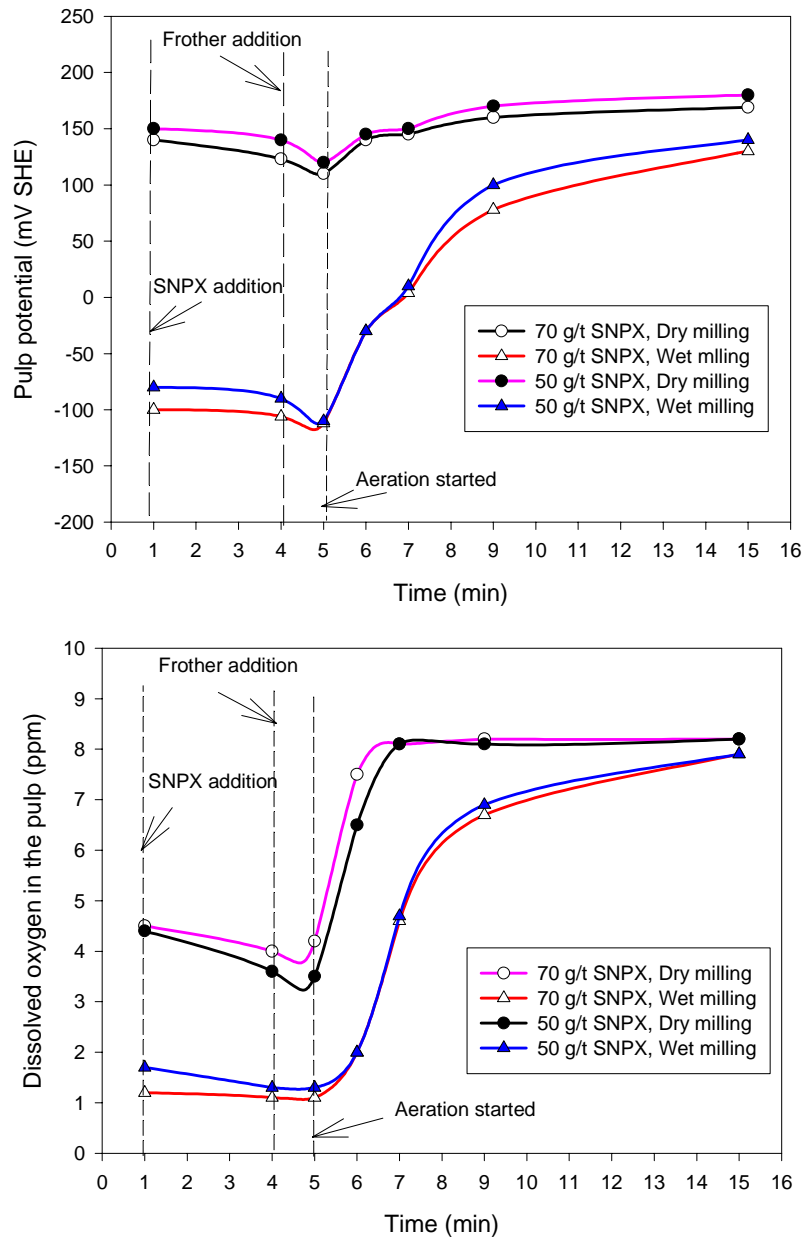 Frother addition
SNPX addition
Aeration started
Pulp potential (mV SHE)
250
200
150
100
50
0
-50
-100
-150
-200
0 1 2 3 4 5 6 7 8 9 10 11 12 13 14 15 16
Time (min)
70 g/t SNPX, Dry milling
70 g/t SNPX, Wet mlling
50 g/t SNPX, Dry milling
50 g/t SNPX, Wet milling
Frother addition
SNPX addition
Aeration started
Dissolved oxygen in the pulp (ppm)
10
9
8
7
6
5
4
3
2
1
0
0 1 2 3 4 5 6 7 8 9 10 11 12 13 14 15 16
Time (min)
70 g/t SNPX, Dry milling
70 g/t SNPX, Wet milling
50 g/t SNPX, Dry milling
50 g/t SNPX, Wet milling